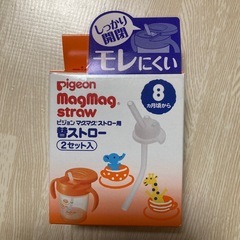 しっかり開閉
モレにくい
Pigeon
MagMag®
straw
ピジョン マグマグ®ストロー用
替ストロー
2セット入
8
ヵ月頃から